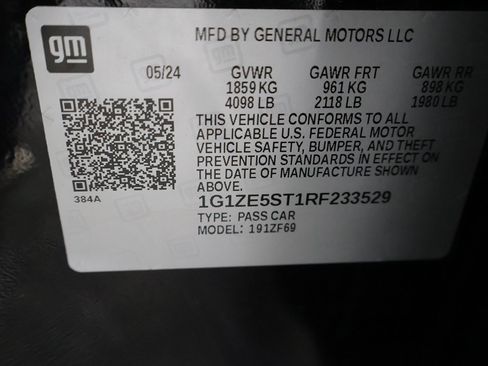 gm
MFD BY GENERAL MOTORS LLC
05/24 GVWR GAWR FRT GAWR RR
1859 KG 961 KG 898 KG
4098 LB 2118 LB 1980 LB
THIS VEHICLE CONFORMS TO ALL
APPLICABLE U.S. FEDERAL MOTOR
VEHICLE SAFETY, BUMPER, AND THEFT
PREVENTION STANDARDS IN EFFECT ON
THE DATE OF MANUFACTURE SHOWN
ABOVE.
384A
1G1ZE5ST1RF233529
TYPE: PASS CAR
MODEL: 191ZF69